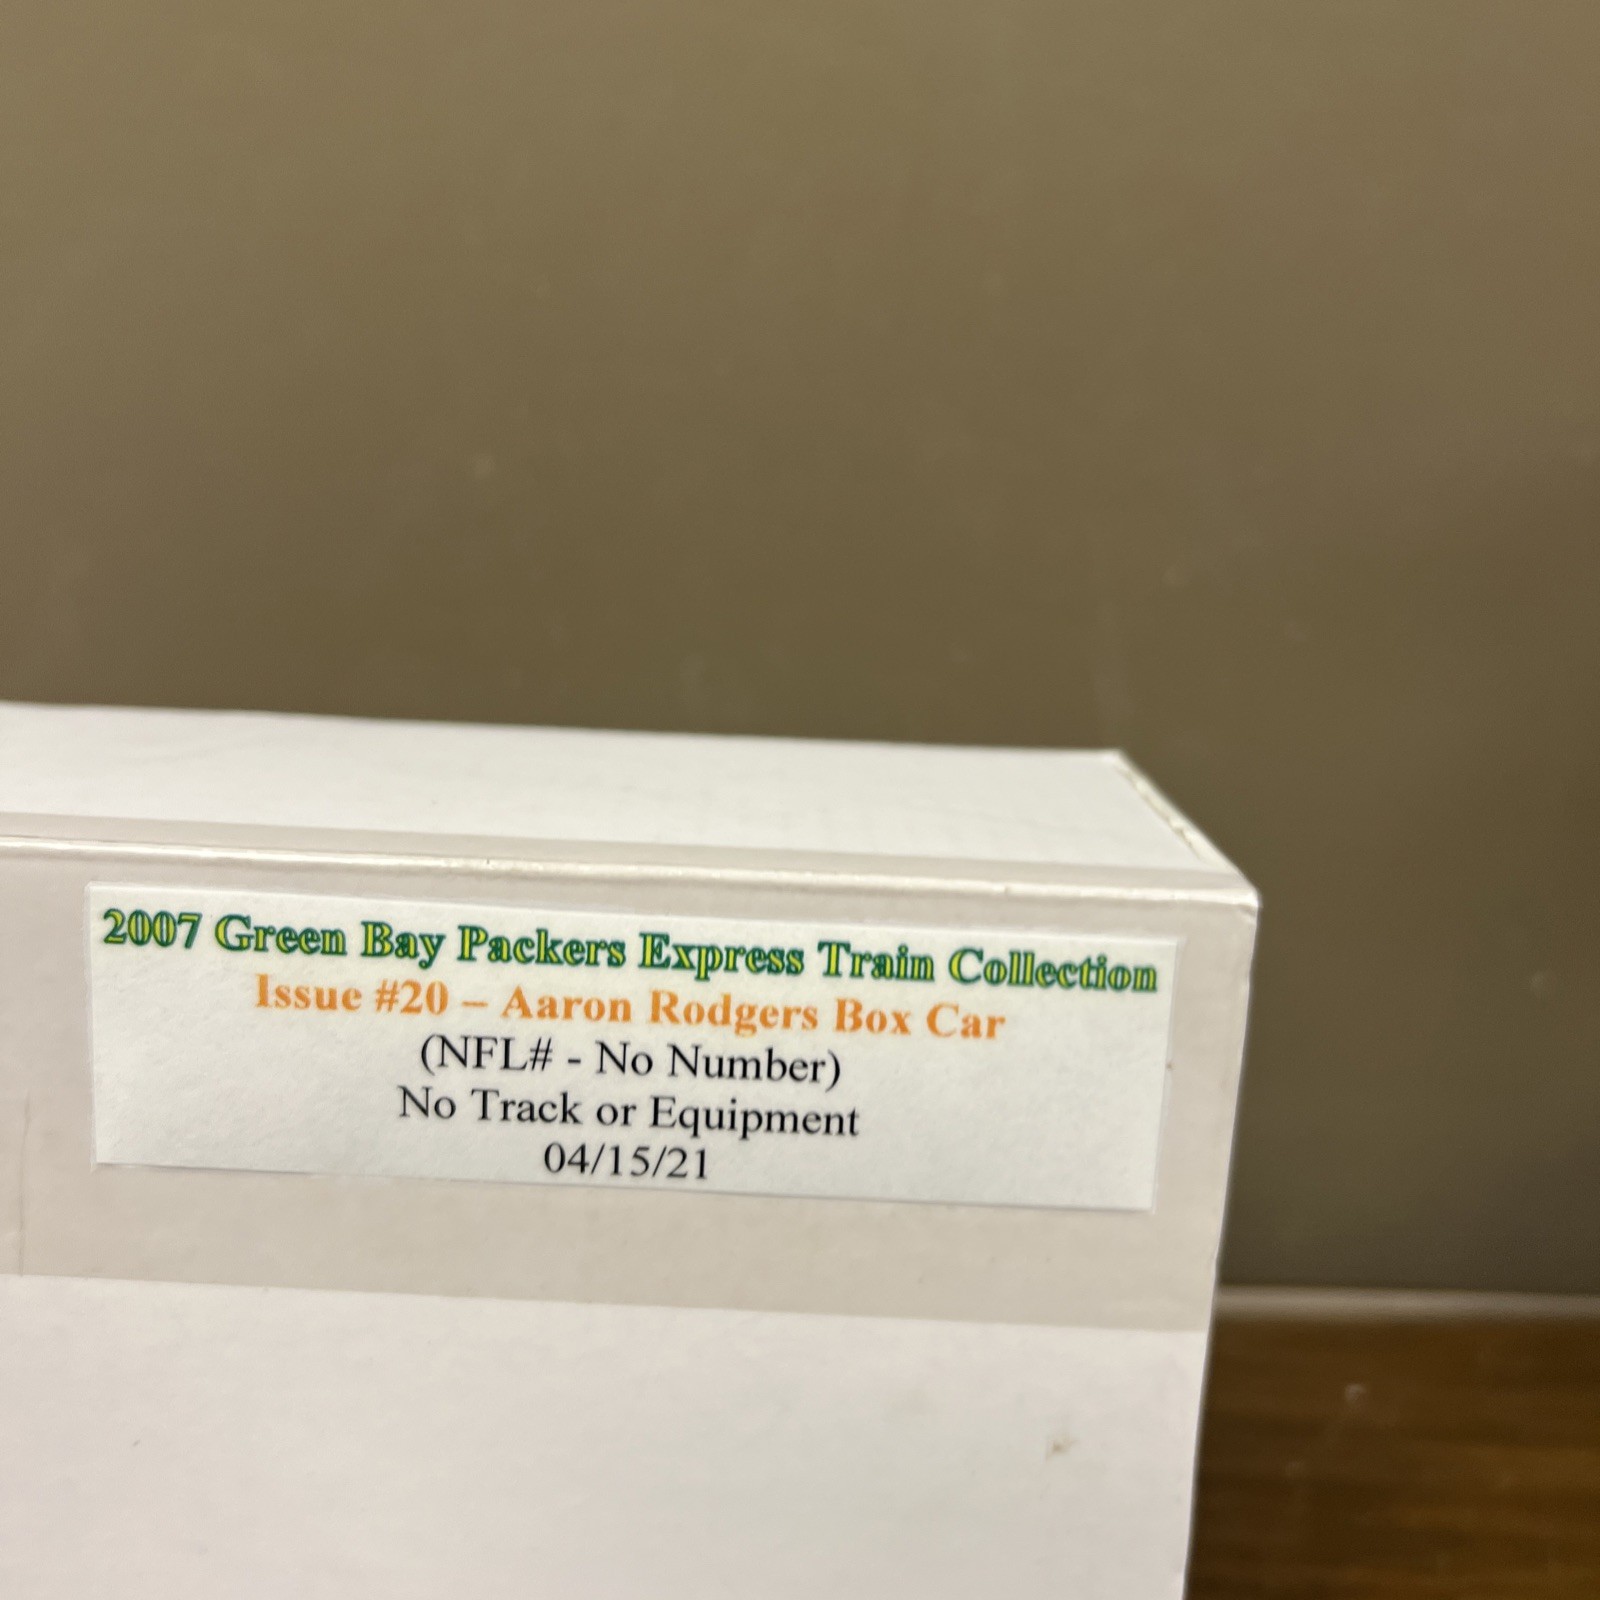 2007 Green Bay Packers Express Train Collection
Issue #20 – Aaron Rodgers Box Car
(NFL# - No Number)
No Track or Equipment
04/15/21